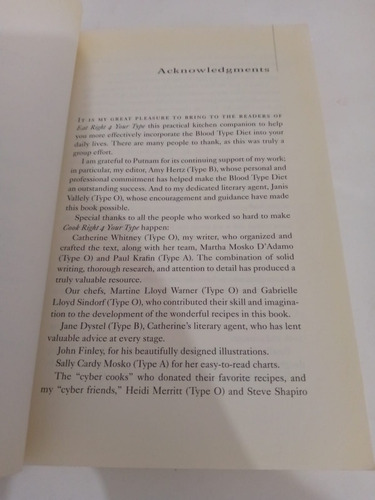 Acknowledgments
IT IS MY GREAT PLEASURE TO BRING TO THE READERS OF
Eat Right 4 Your Type this practical kitchen companion to help
you more effectively incorporate the Blood Type Diet into your
daily lives. There are many people to thank, as this was truly a
group effort.
I am grateful to Putnam for its continuing support of my work;
in particular, my editor, Amy Hertz (Type B), whose personal and
professional commitment has helped make the Blood Type Diet
an outstanding success. And to my dedicated literary agent, Janis
Vallely (Type O), whose encouragement and guidance have made
this book possible.
Special thanks to all the people who worked so hard to make
Cook Right 4 Your Type happen:
Catherine Whitney (Type O), my writer, who organized and
crafted the text, along with her team, Martha Mosko D'Adamo
(Type O) and Paul Krafin (Type A). The combination of solid
writing, thorough research, and attention to detail has produced a
truly valuable resource.
Our chefs, Martine Lloyd Warner (Type O) and Gabrielle
Lloyd Sindorf (Type O), who contributed their skill and imagina-
tion to the development of the wonderful recipes in this book.
Jane Dystel (Type B), Catherine's literary agent, who has lent
valuable advice at every stage.
John Finley, for his beautifully designed illustrations.
Sally Cardy Mosko (Type A) for her easy-to-read charts.
The "cyber cooks" who donated their favorite recipes, and
my "cyber friends," Heidi Merritt (Type O) and Steve Shapiro